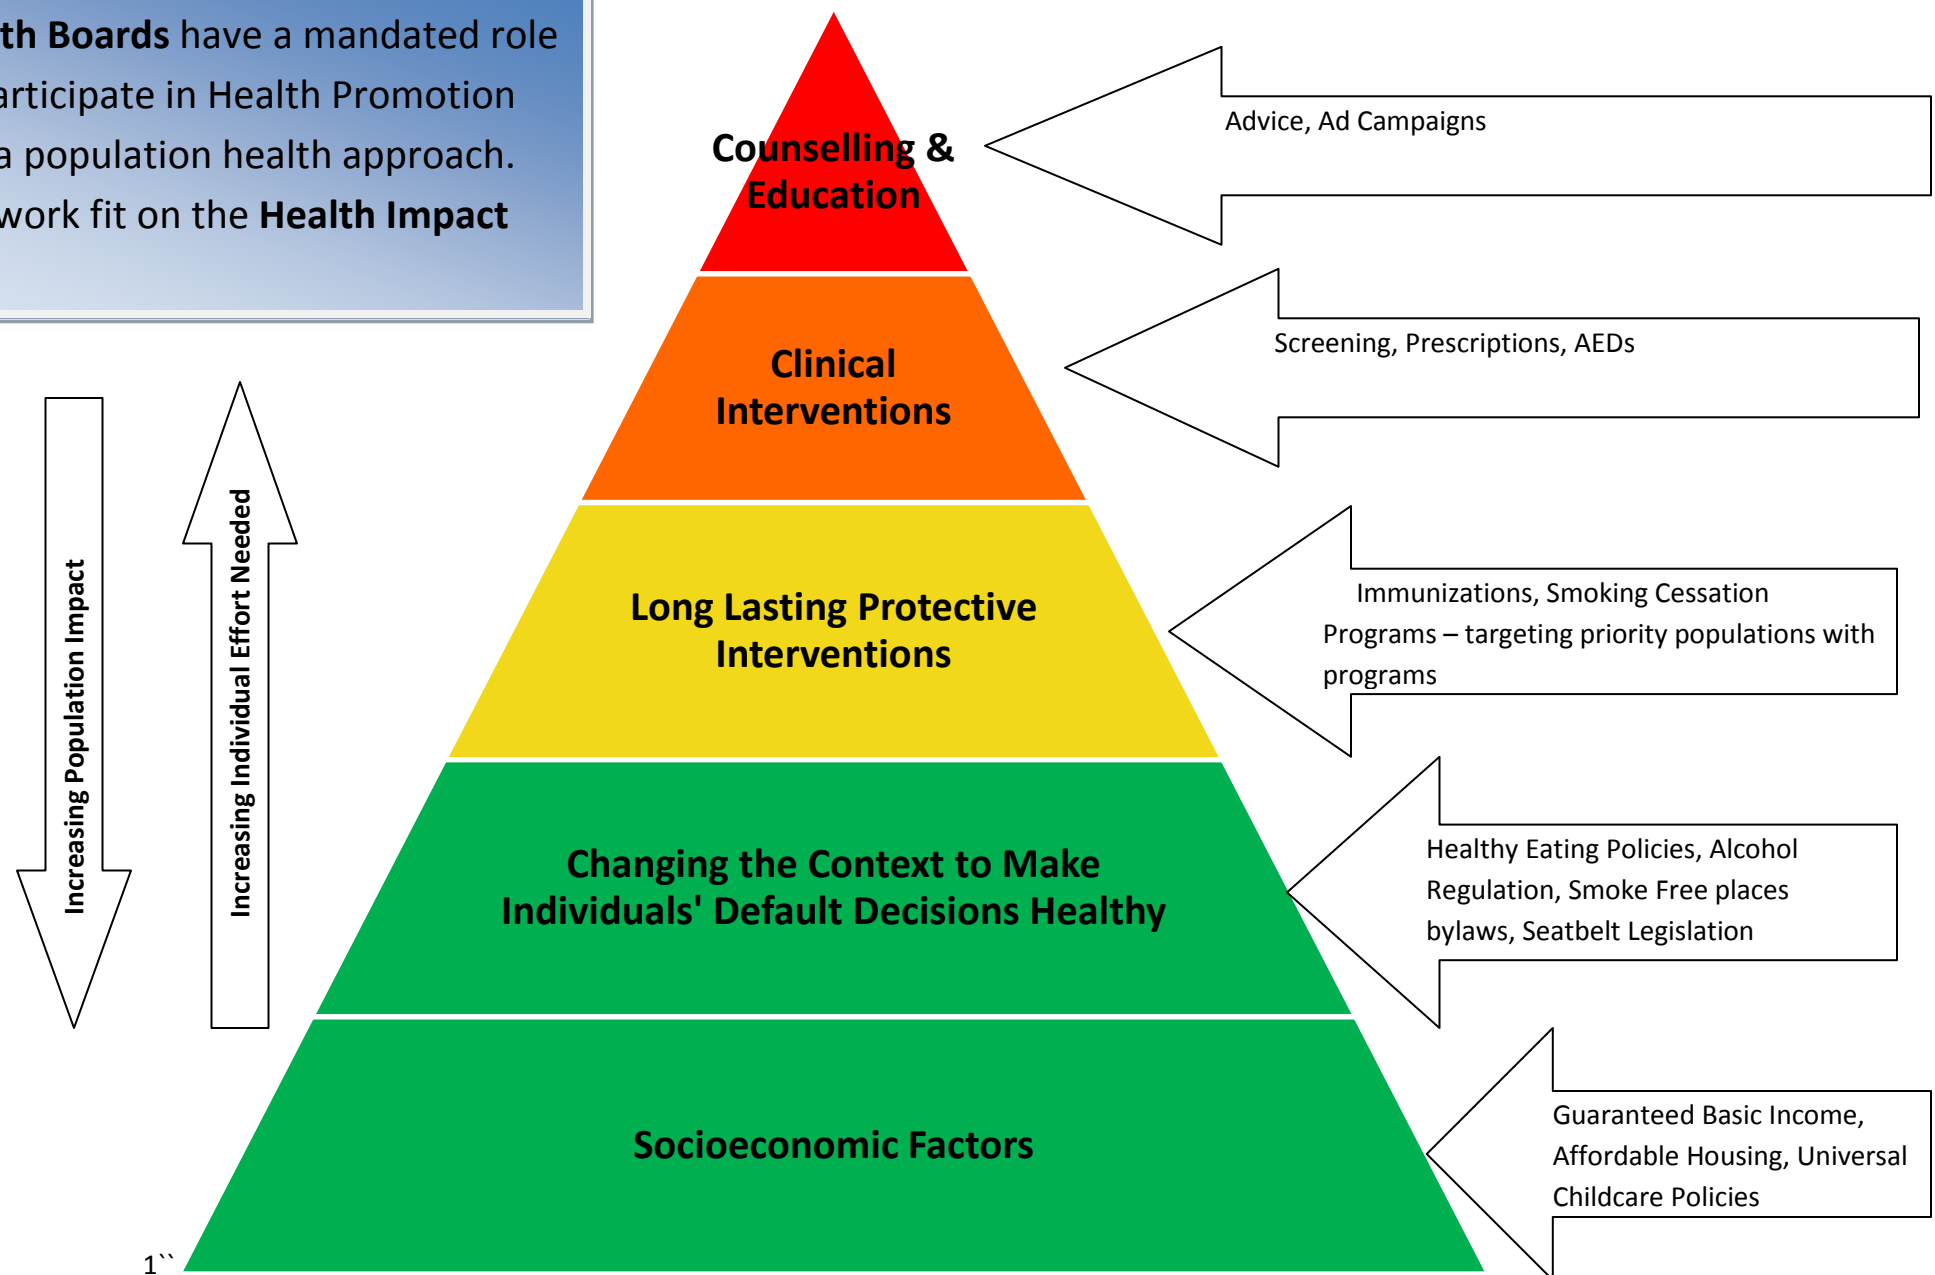 th Boards have a mandated role
articipate in Health Promotion
a population health approach.
work fit on the Health Impact
Counselling &
Education
Advice, Ad Campaigns
Clinical
Interventions
Screening, Prescriptions, AEDs
Increasing Population Impact
Increasing Individual Effort Needed
Long Lasting Protective
Interventions
Immunizations, Smoking Cessation
Programs – targeting priority populations with
programs
Changing the Context to Make
Individuals' Default Decisions Healthy
Healthy Eating Policies, Alcohol
Regulation, Smoke Free places
bylaws, Seatbelt Legislation
Socioeconomic Factors
Guaranteed Basic Income,
Affordable Housing, Universal
Childcare Policies
1``